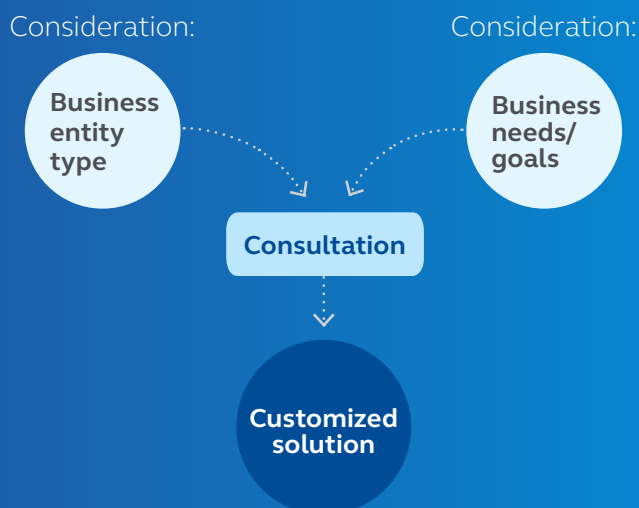 Consideration:
Consideration:
Business
entity
type
Business
needs/
goals
Consultation
Customized
solution